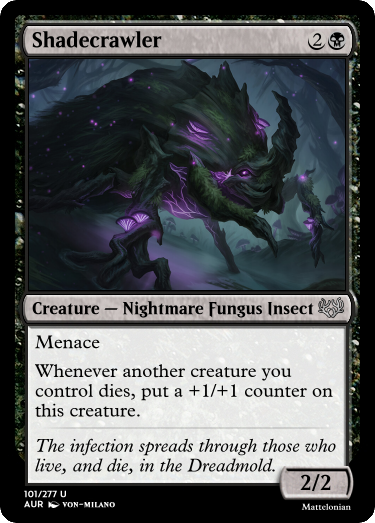 Shadecrawler 2
Creature — Nightmare Fungus Insect
Menace
Whenever another creature you
control dies, put a +1/+1 counter on
this creature.
The infection spreads through those who
live, and die, in the Dreadmold.
2/2
101/277 U
AUR VON-MILANO
Mattelonian